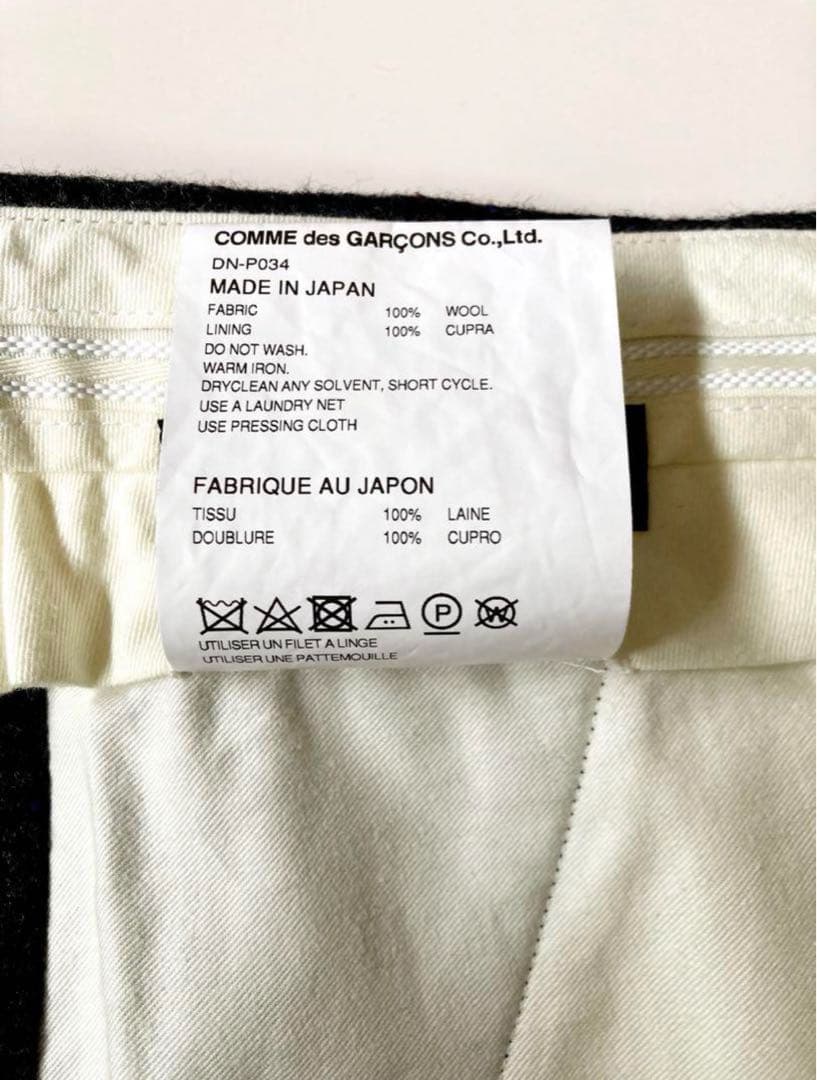 COMME des GARÇONS Co.,Ltd.
DN-P034
MADE IN JAPAN
FABRIC 100% WOOL
LINING 100% CUPRA
DO NOT WASH.
WARM IRON.
DRYCLEAN ANY SOLVENT, SHORT CYCLE.
USE A LAUNDRY NET
USE PRESSING CLOTH
FABRIQUE AU JAPON
TISSU 100% LAINE
DOUBLURE 100% CUPRO
P W
UTILISER UN FILET A LINGE
UTILISER UNE PATTEMOUILLE